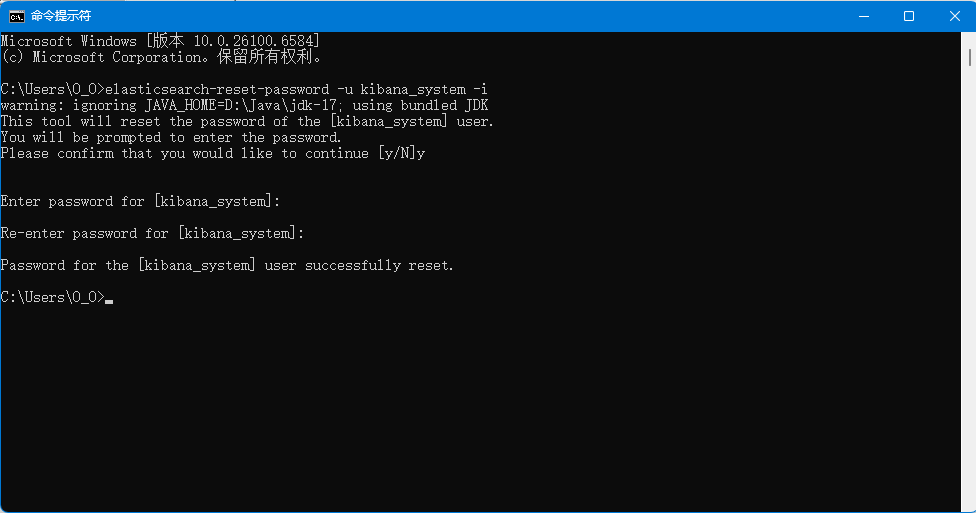 命令提示符
Microsoft Windows [版本 10.0.26100.6584]
(c) Microsoft Corporation。保留所有权利。
C:\Users\O_O>elasticsearch-reset-password -u kibana_system -i
warning: ignoring JAVA_HOME=D:\Java\jdk-17; using bundled JDK
This tool will reset the password of the [kibana_system] user.
You will be prompted to enter the password.
Please confirm that you would like to continue [y/N]y
Enter password for [kibana_system]:
Re-enter password for [kibana_system]:
Password for the [kibana_system] user successfully reset.
C:\Users\O_O>